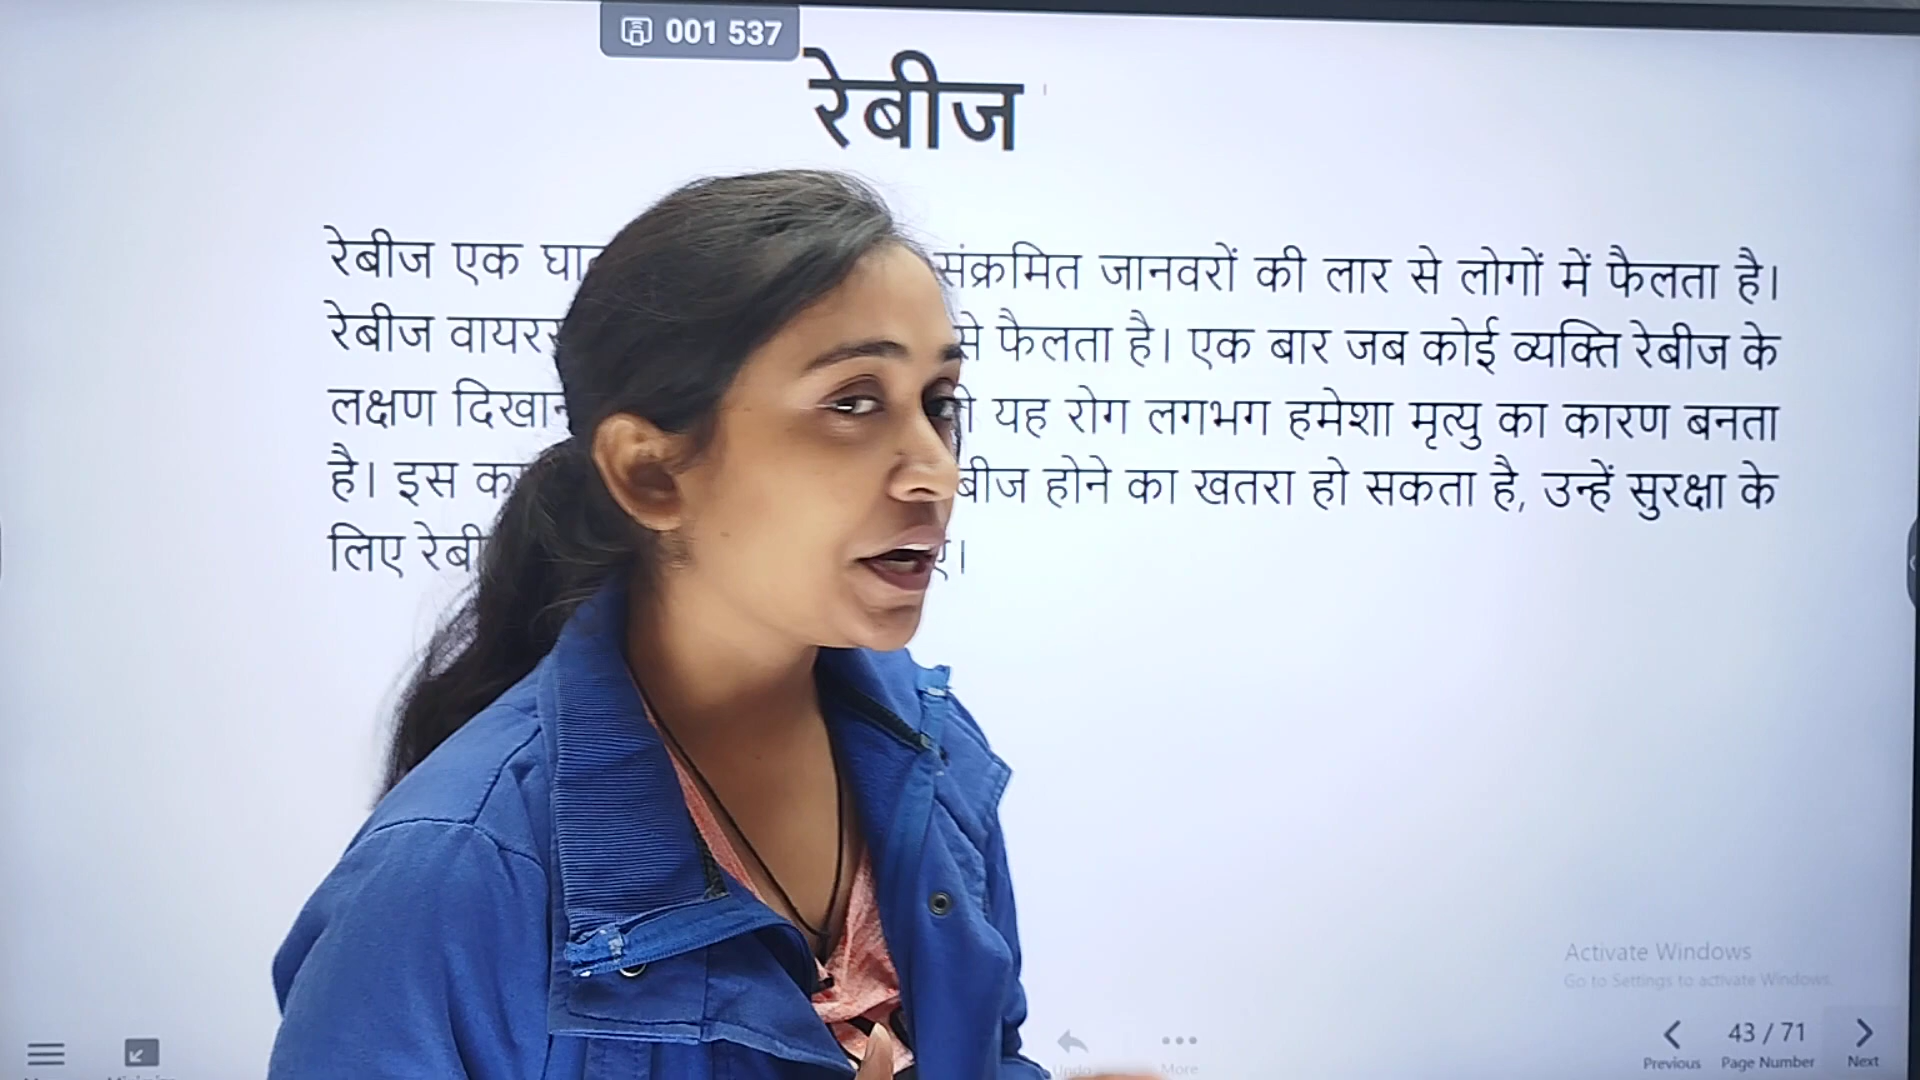 001 537
रेबीज
रेबीज एक संक्रमित जानवरों की लार से लोगों में फैलता है।
रेबीज से फैलता है। एक बार जब कोई व्यक्ति रेबीज के
लक्षण यह रोग लगभग हमेशा मृत्यु का कारण बनता
है। इस होने का खतरा हो सकता है, उन्हें सुरक्षा के
लिए
Activate Windows
Go to Settings to activate Windows.
43 / 71
Undo More Previous Page Number Next